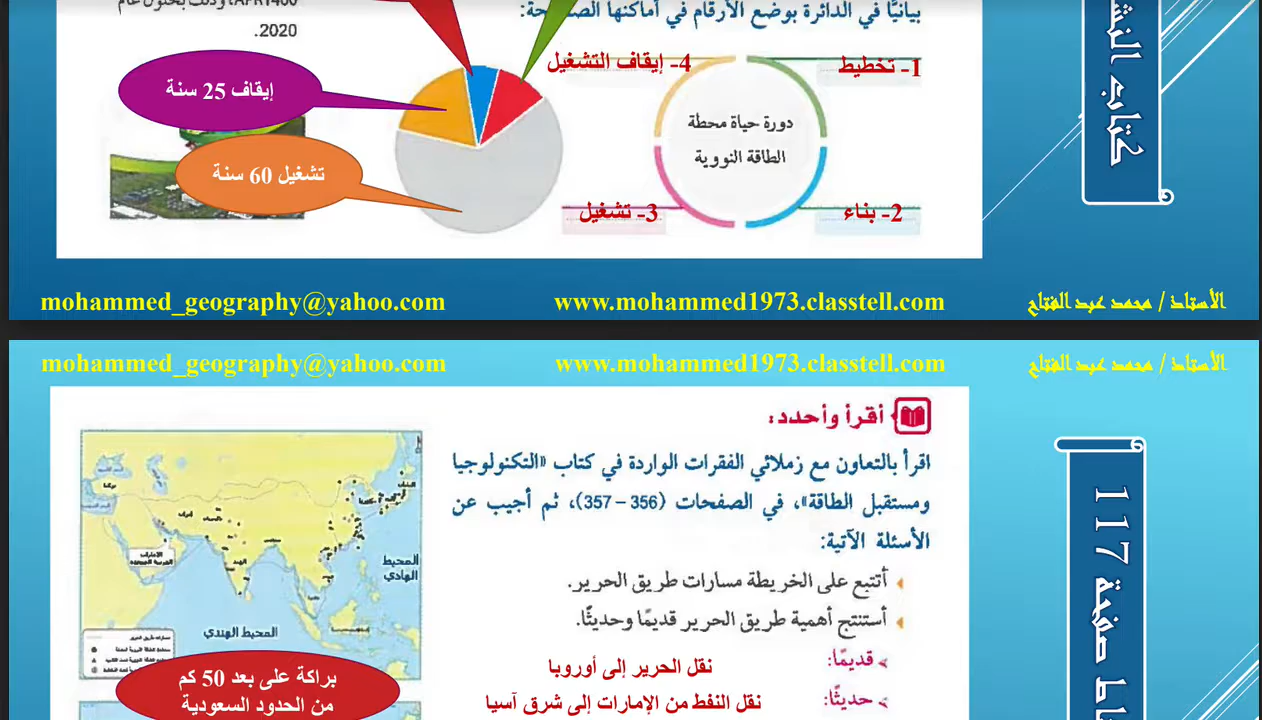 بيانيًّا في الدائرة بوضع الأرقام في أماكنها
2020.
1- تخطيط
4- إيقاف التشغيل
دورة حياة محطة
الطاقة النووية
2- بناء
3- تشغيل
إيقاف 25 سنة
تشغيل 60 سنة
mohammed_geography@yahoo.com
www.mohammed1973.classtell.com
الأستاذ / محمد عبد الفتاح
mohammed_geography@yahoo.com
www.mohammed1973.classtell.com
الأستاذ / محمد عبد الفتاح
أقرأ وأحدد:
اقرأ بالتعاون مع زملائي الفقرات الواردة في كتاب «التكنولوجيا
ومستقبل الطاقة»، في الصفحات (356 – 357)، ثم أجيب عن
الأسئلة الآتية:
أتتبع على الخريطة مسارات طريق الحرير.
أستنتج أهمية طريق الحرير قديمًا وحديثًا.
قديمًا:
نقل الحرير إلى أوروبا
حديثًا:
نقل النفط من الإمارات إلى شرق آسيا
المحيط
الهادي
المحيط الهندي
براكة على بعد 50 كم
من الحدود السعودية
كتاب
صفحة 117